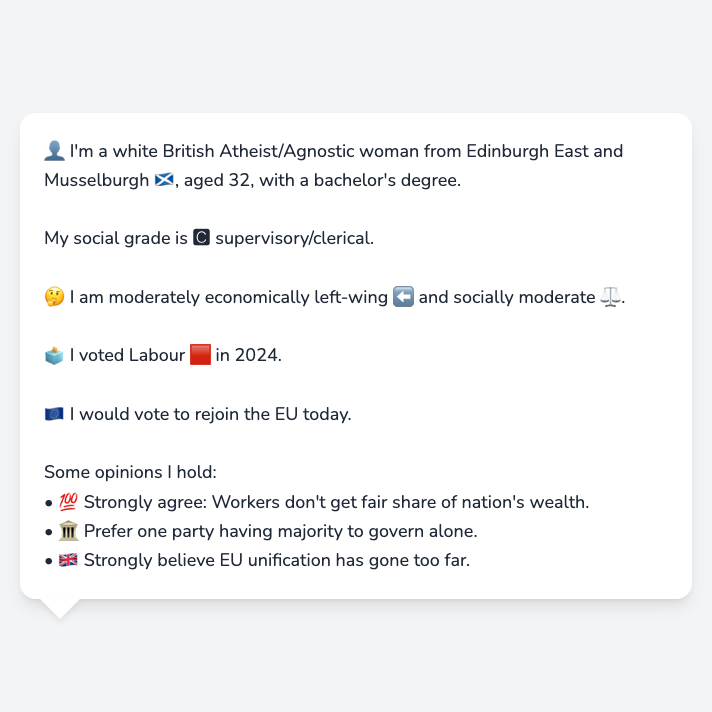 👤 I'm a white British Atheist/Agnostic woman from Edinburgh East and
Musselburgh 🏴󠁧󠁢󠁳󠁣󠁴󠁿, aged 32, with a bachelor's degree.
My social grade is 🅲 supervisory/clerical.
🤔 I am moderately economically left-wing ⬅️ and socially moderate ⚖️.
🗳️ I voted Labour 🟥 in 2024.
🇪🇺 I would vote to rejoin the EU today.
Some opinions I hold:
• 💯 Strongly agree: Workers don't get fair share of nation's wealth.
• 🏛️ Prefer one party having majority to govern alone.
• 🇬🇧 Strongly believe EU unification has gone too far.